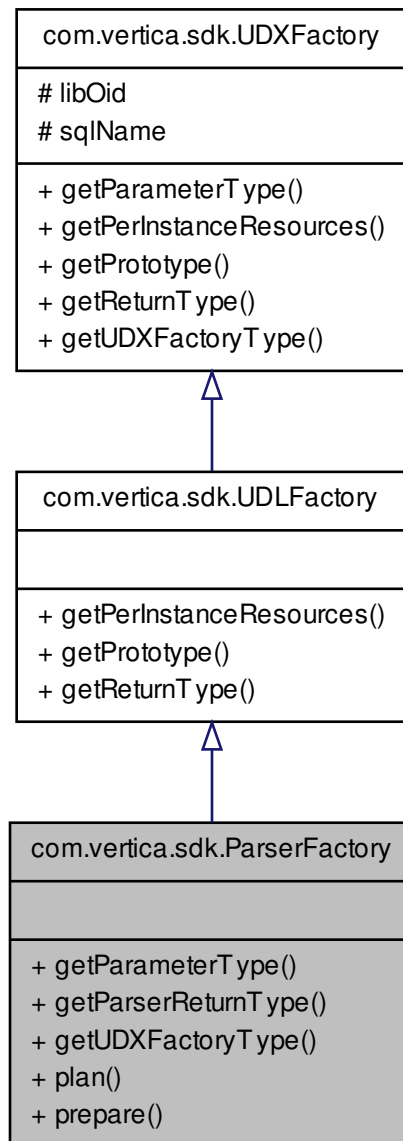 com.vertica.sdk.UDXFactory
# libOid
# sqlName
+ getParameterType()
+ getPerInstanceResources()
+ getPrototype()
+ getReturnType()
+ getUDXFactoryType()
com.vertica.sdk.UDLFactory
+ getPerInstanceResources()
+ getPrototype()
+ getReturnType()
com.vertica.sdk.ParserFactory
+ getParameterType()
+ getParserReturnType()
+ getUDXFactoryType()
+ plan()
+ prepare()